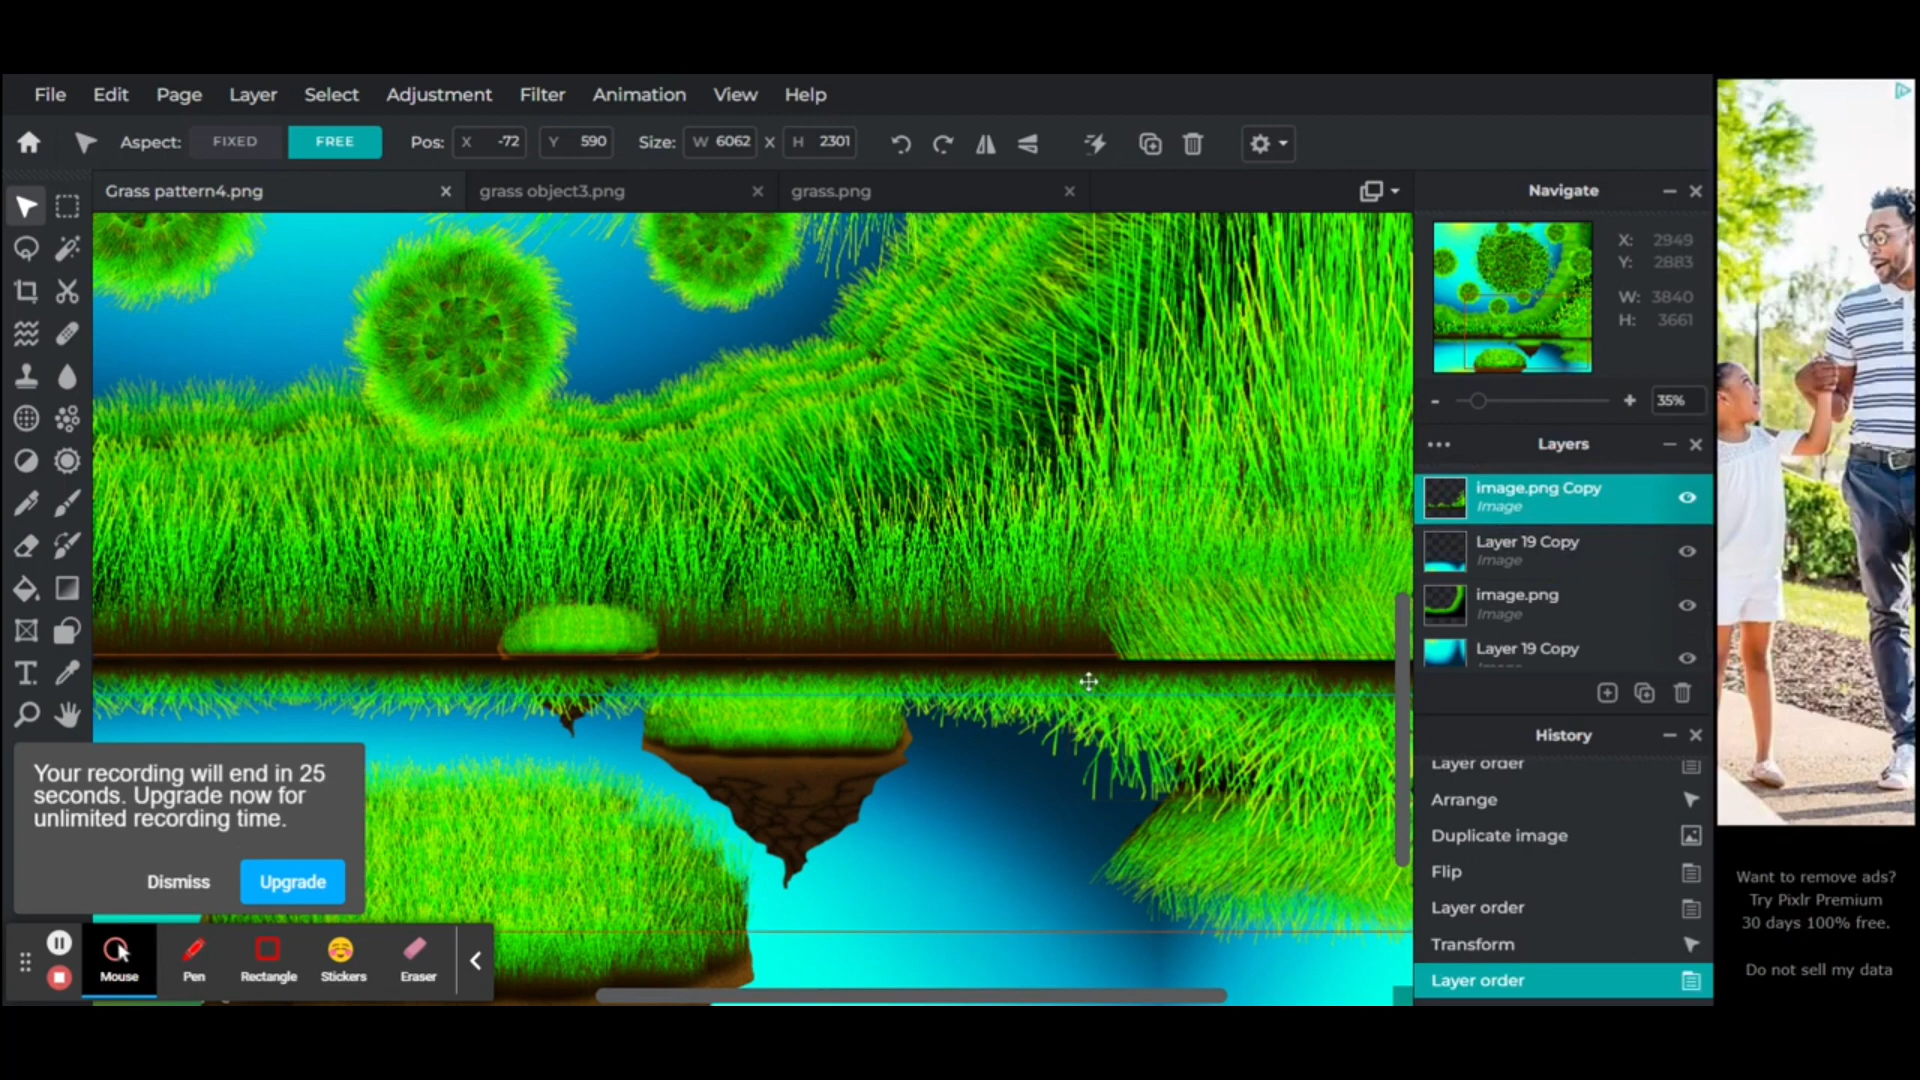 File Edit Page Layer Select Adjustment Filter Animation View Help
Aspect: FIXED FREE Pos: X -72 Y 590 Size: W 6062 X H 2301
Grass pattern4.png grass object3.png grass.png
Navigate
X: 2949
Y: 2883
W: 3840
H: 3661
- + 35%
Layers
image.png Copy
Image
Layer 19 Copy
Image
image.png
Image
Layer 19 Copy
Image
History
Layer order
Arrange
Duplicate image
Flip
Layer order
Transform
Layer order
Your recording will end in 25
seconds. Upgrade now for
unlimited recording time.
Dismiss Upgrade
Mouse Pen Rectangle Stickers Eraser
Want to remove ads?
Try Pixlr Premium
30 days 100% free.
Do not sell my data